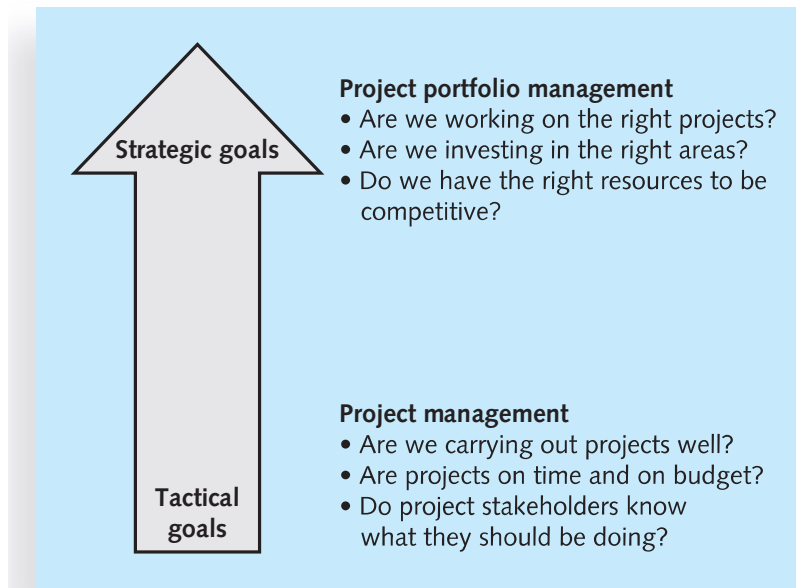 Strategic goals
Project portfolio management
• Are we working on the right projects?
• Are we investing in the right areas?
• Do we have the right resources to be
competitive?
Tactical
goals
Project management
• Are we carrying out projects well?
• Are projects on time and on budget?
• Do project stakeholders know
what they should be doing?